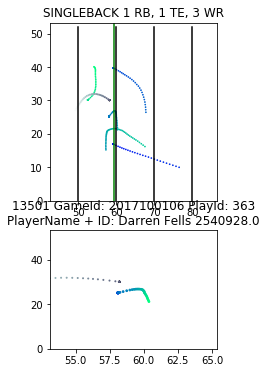 SINGLEBACK 1 RB, 1 TE, 3 WR
50
40
30
20
10
0
50 60 70 80
13501 GameId: 2017100106 PlayId: 363
PlayerName + ID: Darren Fells 2540928.0
40
20
0
55.0 57.5 60.0 62.5 65.0